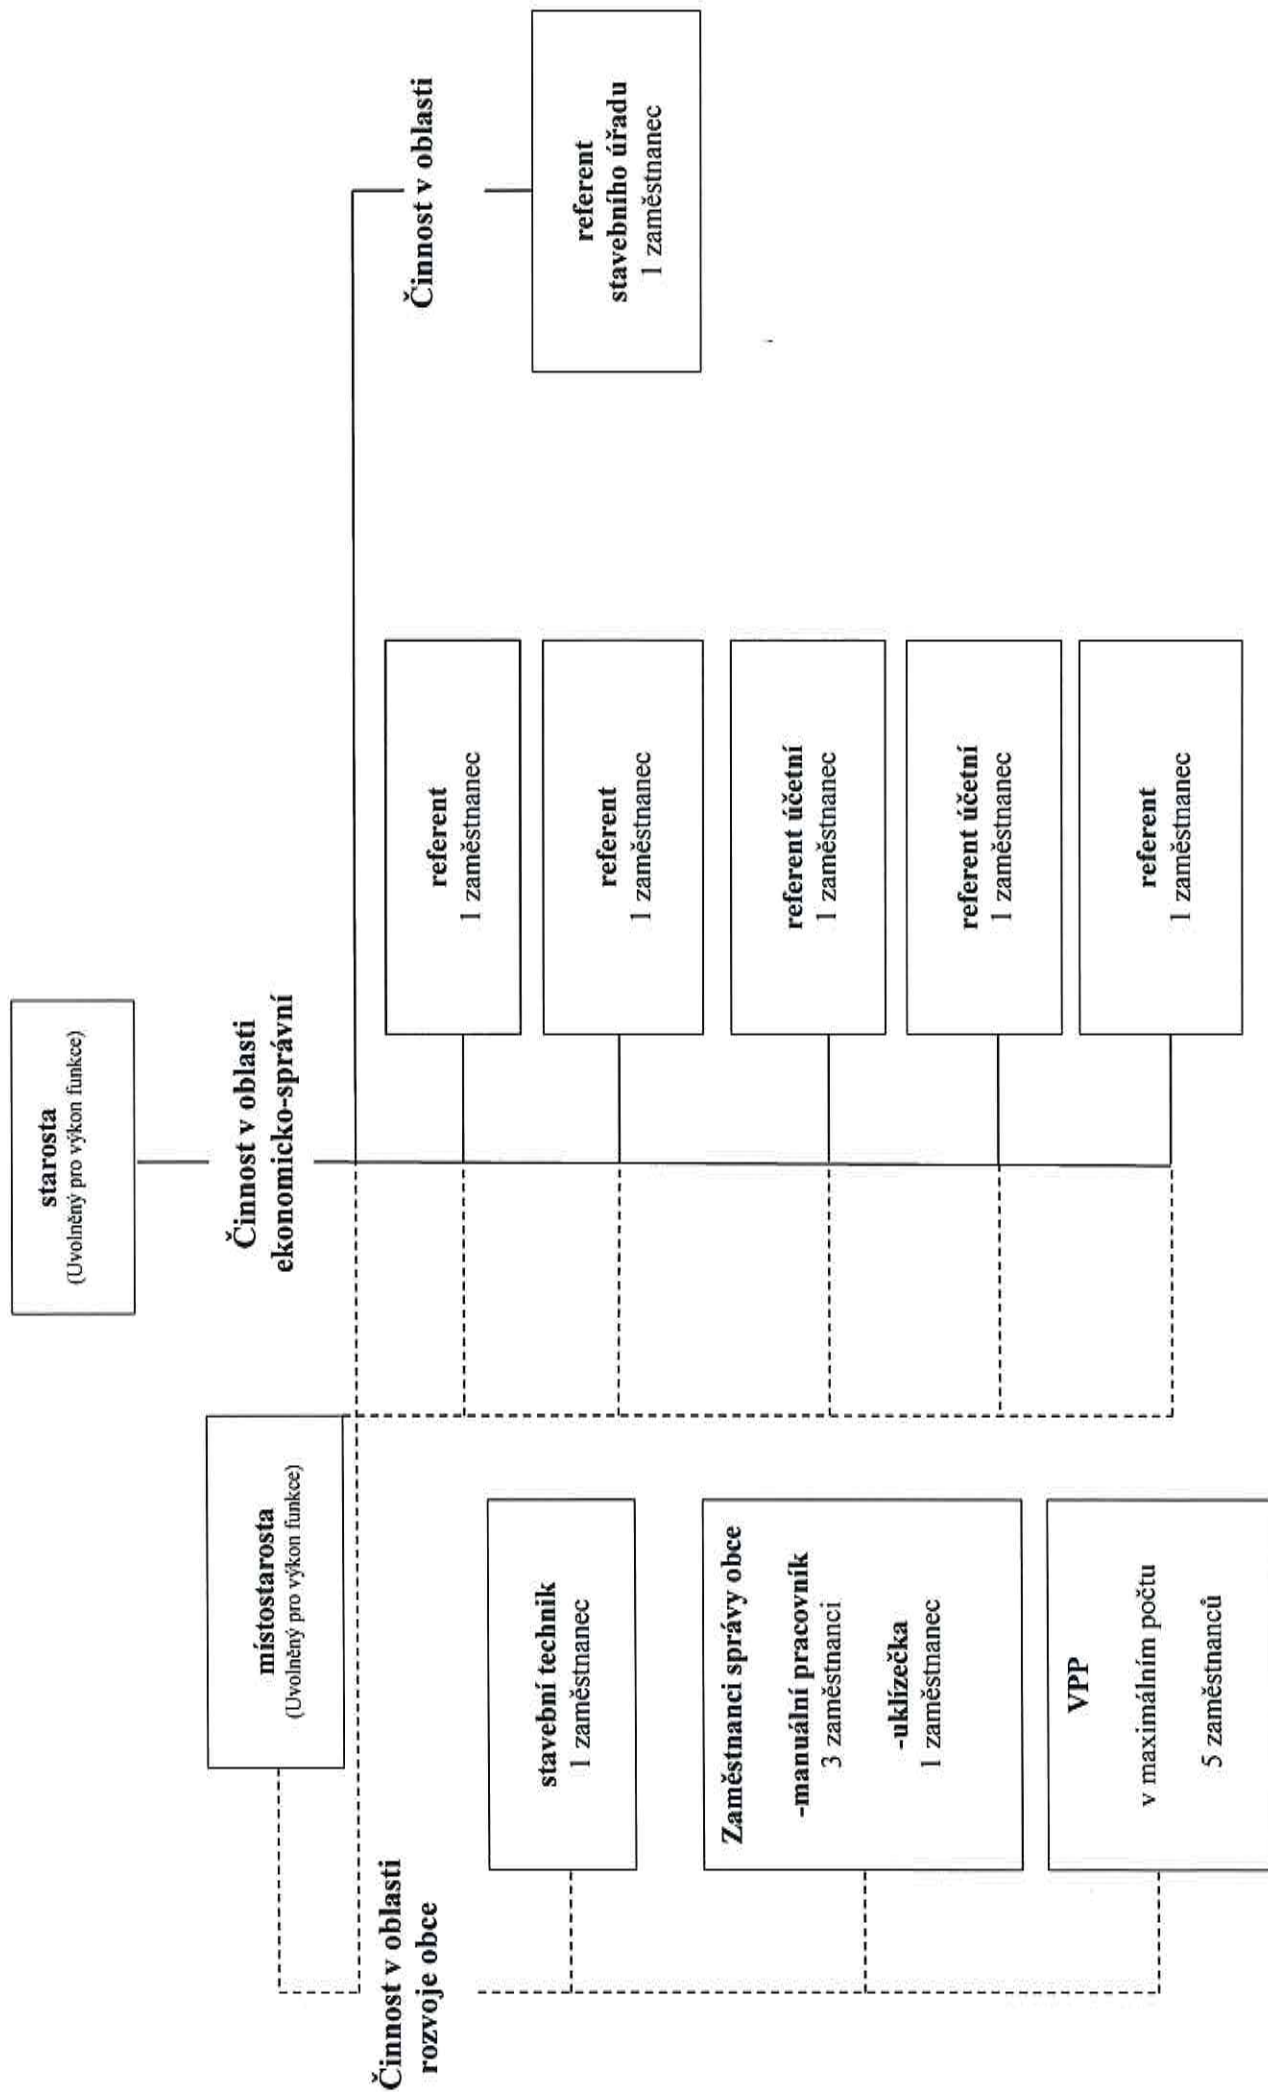 starosta
(Uvolněný pro výkon funkce)
místostarosta
(Uvolněný pro výkon funkce)
Činnost v oblasti
ekonomicko-správní
Činnost v oblasti
rozvoje obce
Činnost v oblasti
stavební technik
1 zaměstnanec
Zaměstnanci správy obce
-manuální pracovník
3 zaměstnanci
-uklízečka
1 zaměstnanec
VPP
v maximálním počtu
5 zaměstnanců
referent
1 zaměstnanec
referent
1 zaměstnanec
referent účetní
1 zaměstnanec
referent účetní
1 zaměstnanec
referent
1 zaměstnanec
referent
stavebního úřadu
1 zaměstnanec